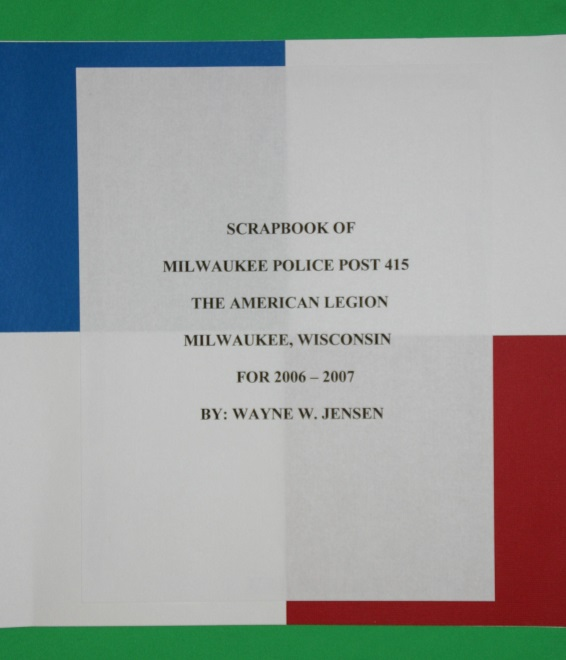 SCRAPBOOK OF
MILWAUKEE POLICE POST 415
THE AMERICAN LEGION
MILWAUKEE, WISCONSIN
FOR 2006 – 2007
BY: WAYNE W. JENSEN